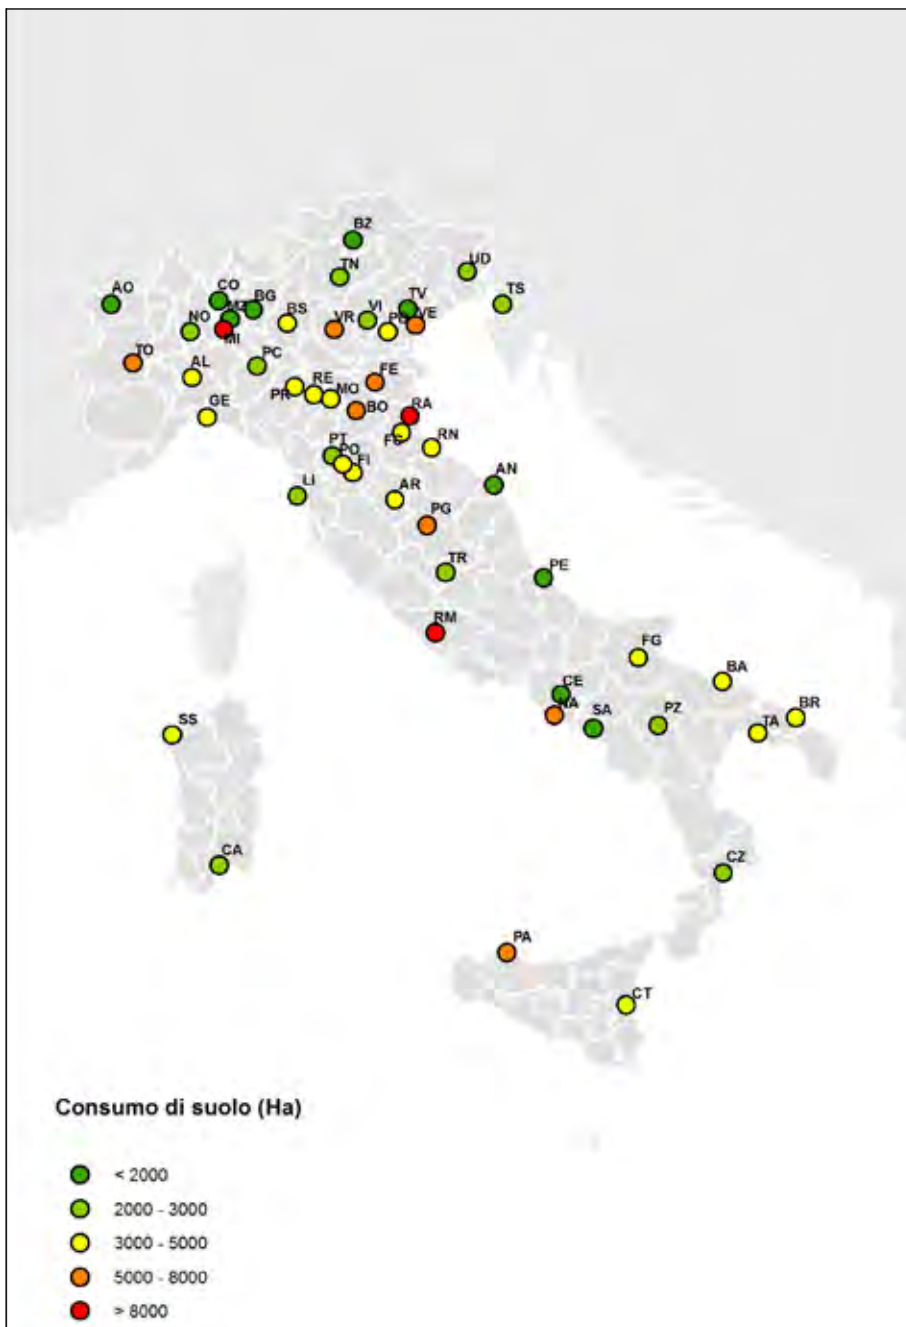 BZ
TN
UD
AO
CO
BG
MZ
TV
TS
NO
MI
BS
VR
VI
PD
VE
TO
AL
PC
FE
GE
PR
RE
MO
BO
RA
FC
RN
PT
PO
FI
LI
AR
AN
PG
TR
PE
RM
FG
BA
CE
NA
SA
PZ
TA
BR
SS
CA
CZ
PA
CT
Consumo di suolo (Ha)
< 2000
2000 - 3000
3000 - 5000
5000 - 8000
> 8000